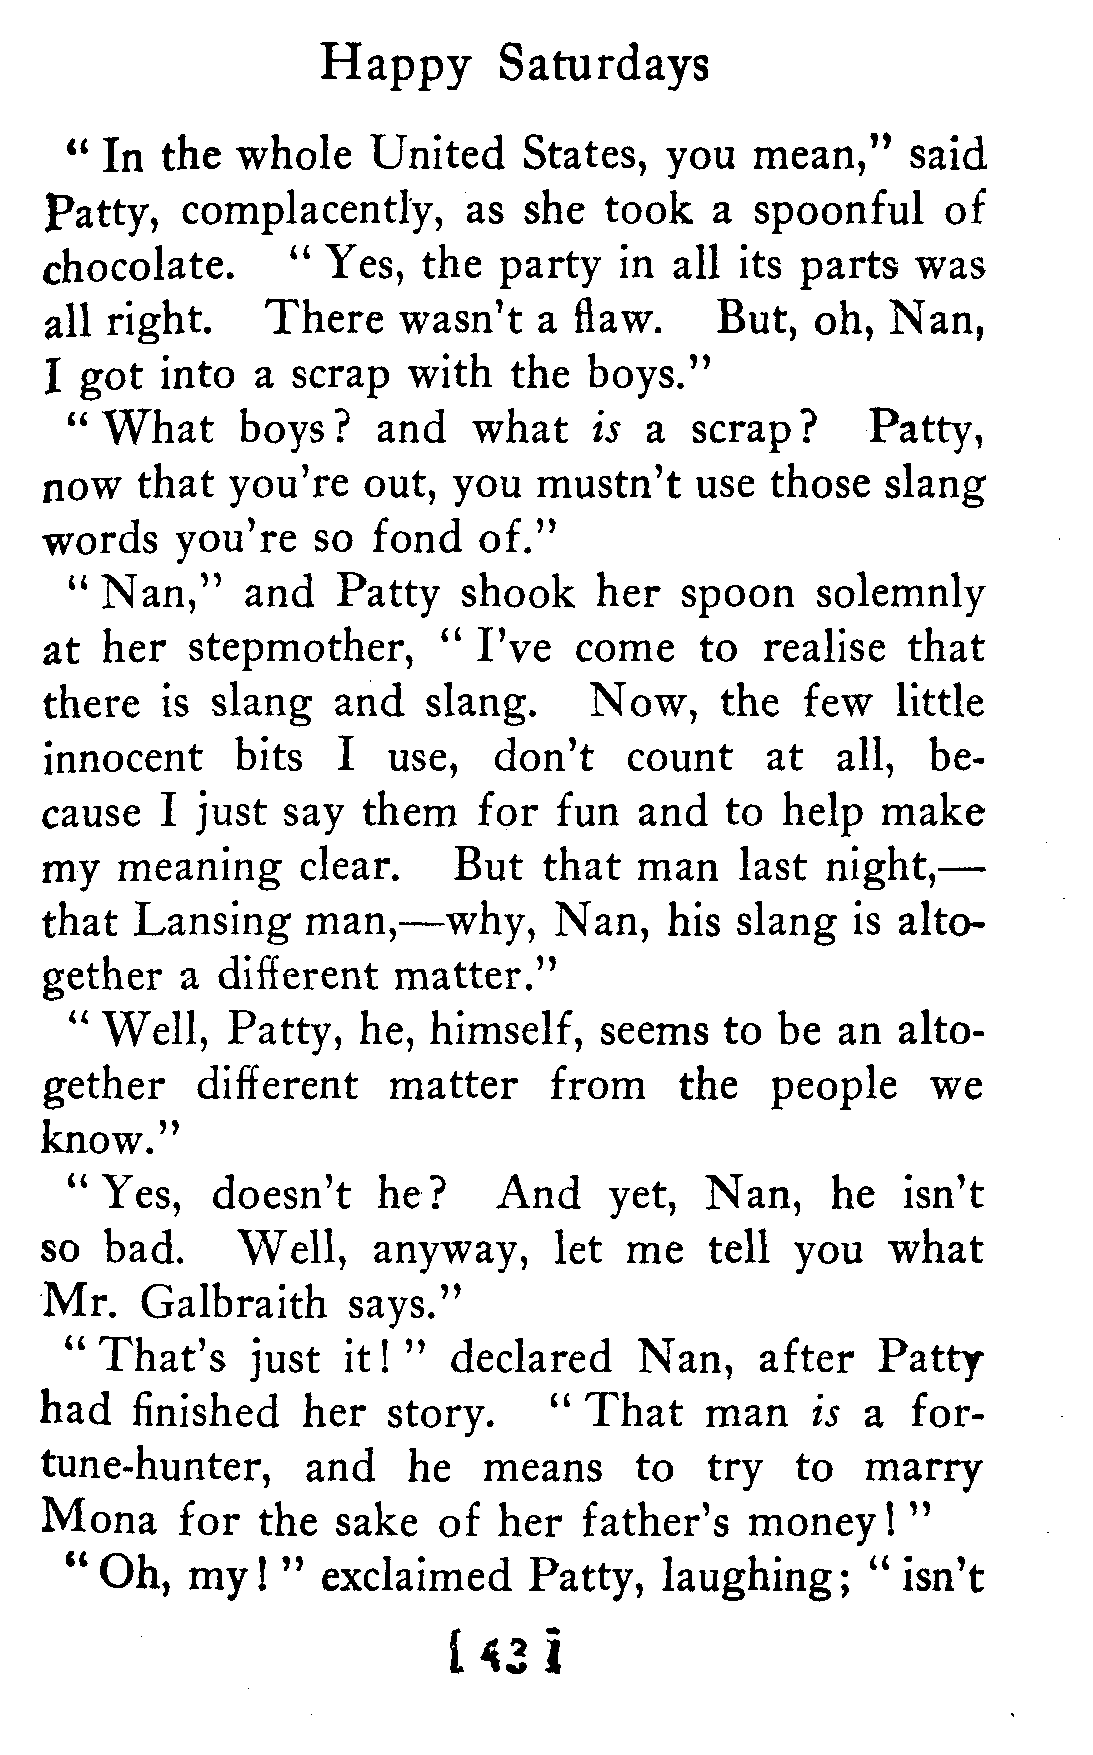 Happy Saturdays
“ In the whole United States, you mean,” said
Patty, complacently, as she took a spoonful of
chocolate. “ Yes, the party in all its parts was
all right. There wasn’t a flaw. But, oh, Nan,
I got into a scrap with the boys.”
“ What boys? and what is a scrap? Patty,
now that you’re out, you mustn’t use those slang
words you’re so fond of.”
“ Nan,” and Patty shook her spoon solemnly
at her stepmother, “ I’ve come to realise that
there is slang and slang. Now, the few little
innocent bits I use, don’t count at all, be-
cause I just say them for fun and to help make
my meaning clear. But that man last night,—
that Lansing man,—why, Nan, his slang is alto-
gether a different matter.”
“ Well, Patty, he, himself, seems to be an alto-
gether different matter from the people we
know.”
“ Yes, doesn’t he? And yet, Nan, he isn’t
so bad. Well, anyway, let me tell you what
Mr. Galbraith says.”
“ That’s just it! ” declared Nan, after Patty
had finished her story. “ That man is a for-
tune-hunter, and he means to try to marry
Mona for the sake of her father’s money! ”
“ Oh, my! ” exclaimed Patty, laughing; “ isn’t
[ 43 ]